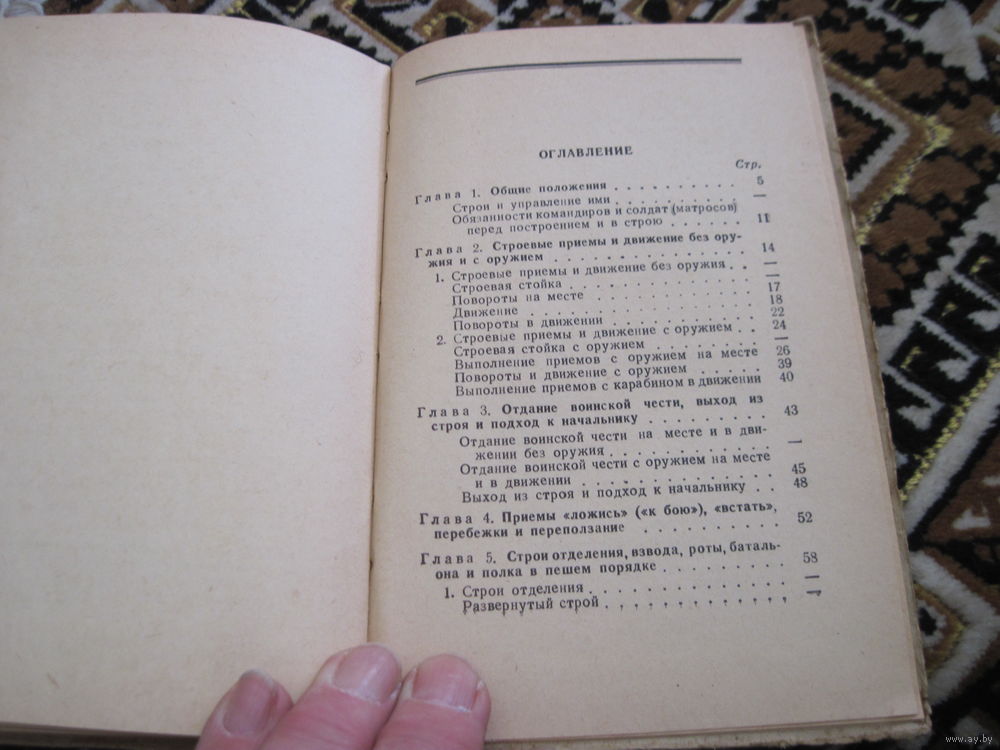 ОГЛАВЛЕНИЕ
Стр.
Глава 1. Общие положения . . . . . . . . . . 5
Строи и управление ими . . . . . . . . . —
Обязанности командиров и солдат (матросов)
перед построением и в строю . . . . . . 11
Глава 2. Строевые приемы и движение без ору-
жия и с оружием . . . . . . . . . . . . . 14
1. Строевые приемы и движение без оружия . . —
Строевая стойка . . . . . . . . . . . . —
Повороты на месте . . . . . . . . . . . 17
Движение . . . . . . . . . . . . . . . 18
Повороты в движении . . . . . . . . . . 22
2. Строевые приемы и движение с оружием . . 24
Строевая стойка с оружием . . . . . . . —
Выполнение приемов с оружием на месте 26
Повороты и движение с оружием . . . . . 39
Выполнение приемов с карабином в движении 40
Глава 3. Отдание воинской чести, выход из
строя и подход к начальнику . . . . . . . . 43
Отдание воинской чести на месте и в дви-
жении без оружия . . . . . . . . . . . —
Отдание воинской чести с оружием на месте
и в движении . . . . . . . . . . . . . 45
Выход из строя и подход к начальнику . . 48
Глава 4. Приемы «ложись» («к бою»), «встать»,
перебежки и переползание . . . . . . . . . 52
Глава 5. Строи отделения, взвода, роты, баталь-
она и полка в пешем порядке . . . . . . . . 58
1. Строи отделения . . . . . . . . . . . . —
Развернутый строй . . . . . . . . . . . —
www.ay.by